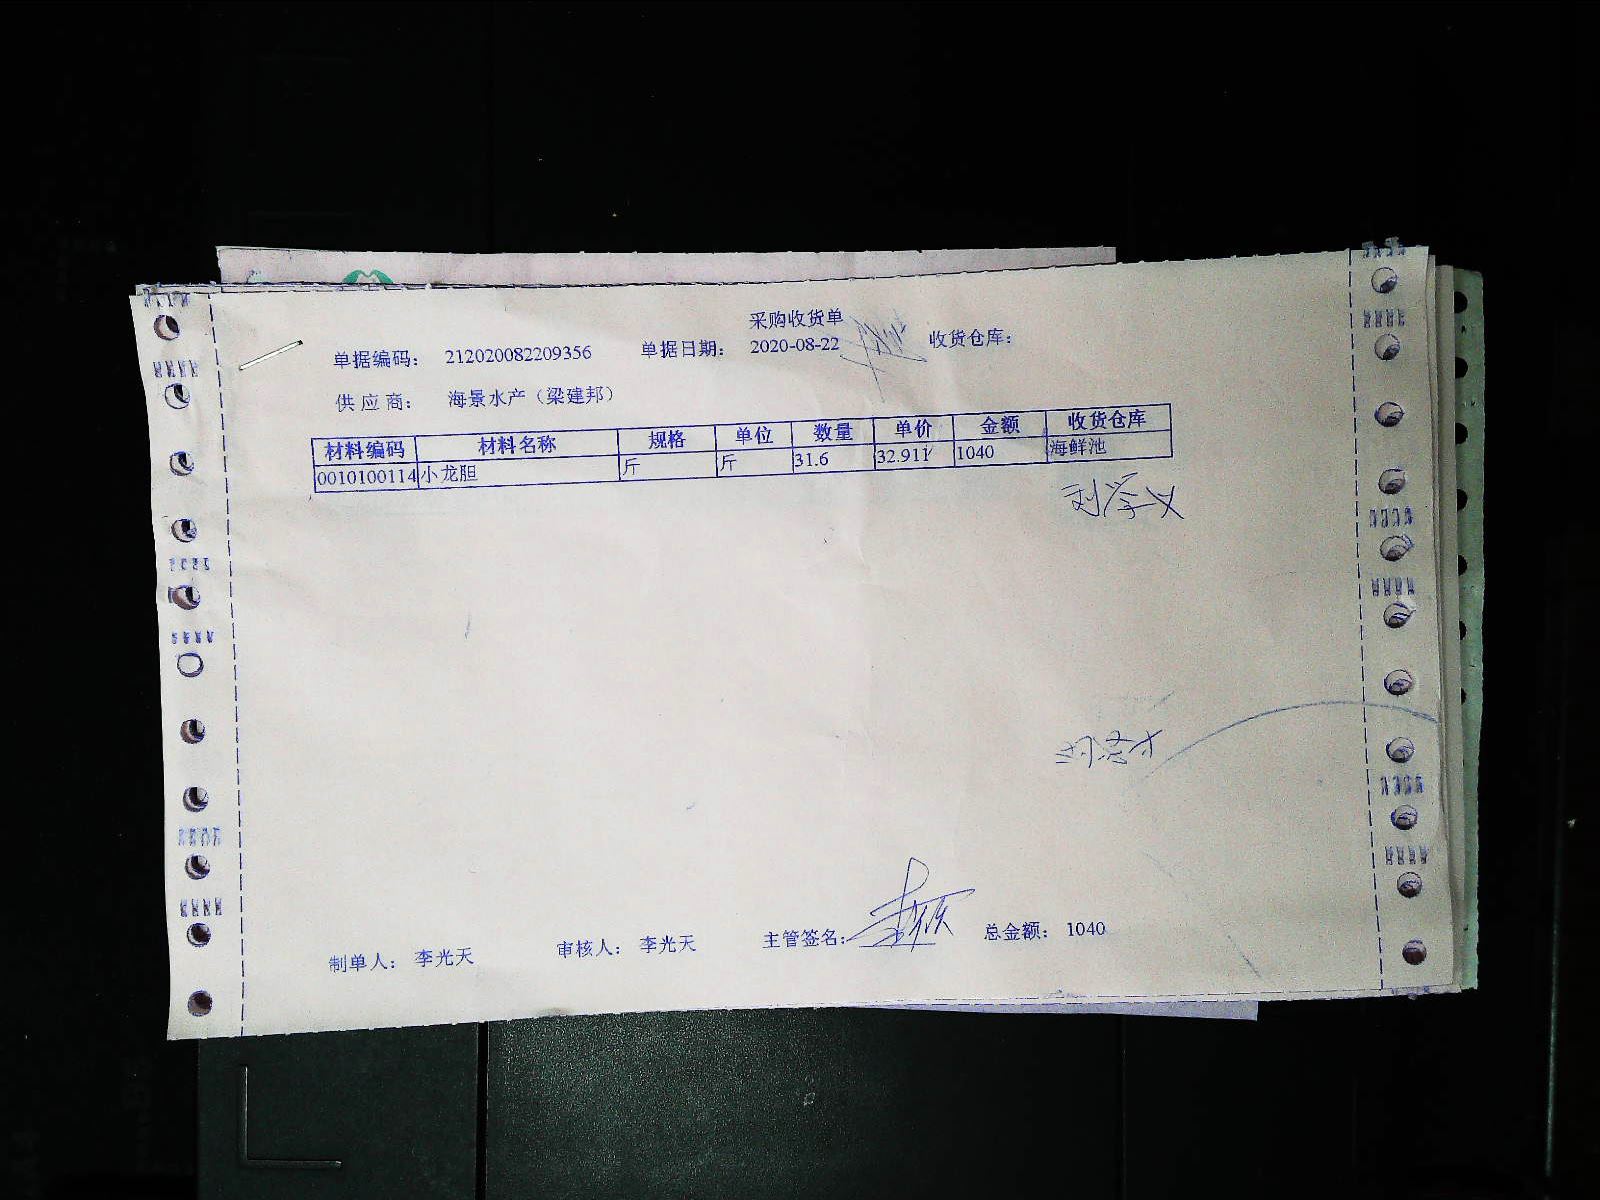 采购收货单
单据编码： 212020082209356 单据日期： 2020-08-22 收货仓库：
供 应 商： 海景水产（梁建邦）
材料编码 材料名称 规格 单位 数量 单价 金额 收货仓库
0010100114 小龙胆 斤 斤 31.6 32.911 1040 海鲜池
刘学义
制单人： 李光天 审核人： 李光天 主管签名： 总金额： 1040